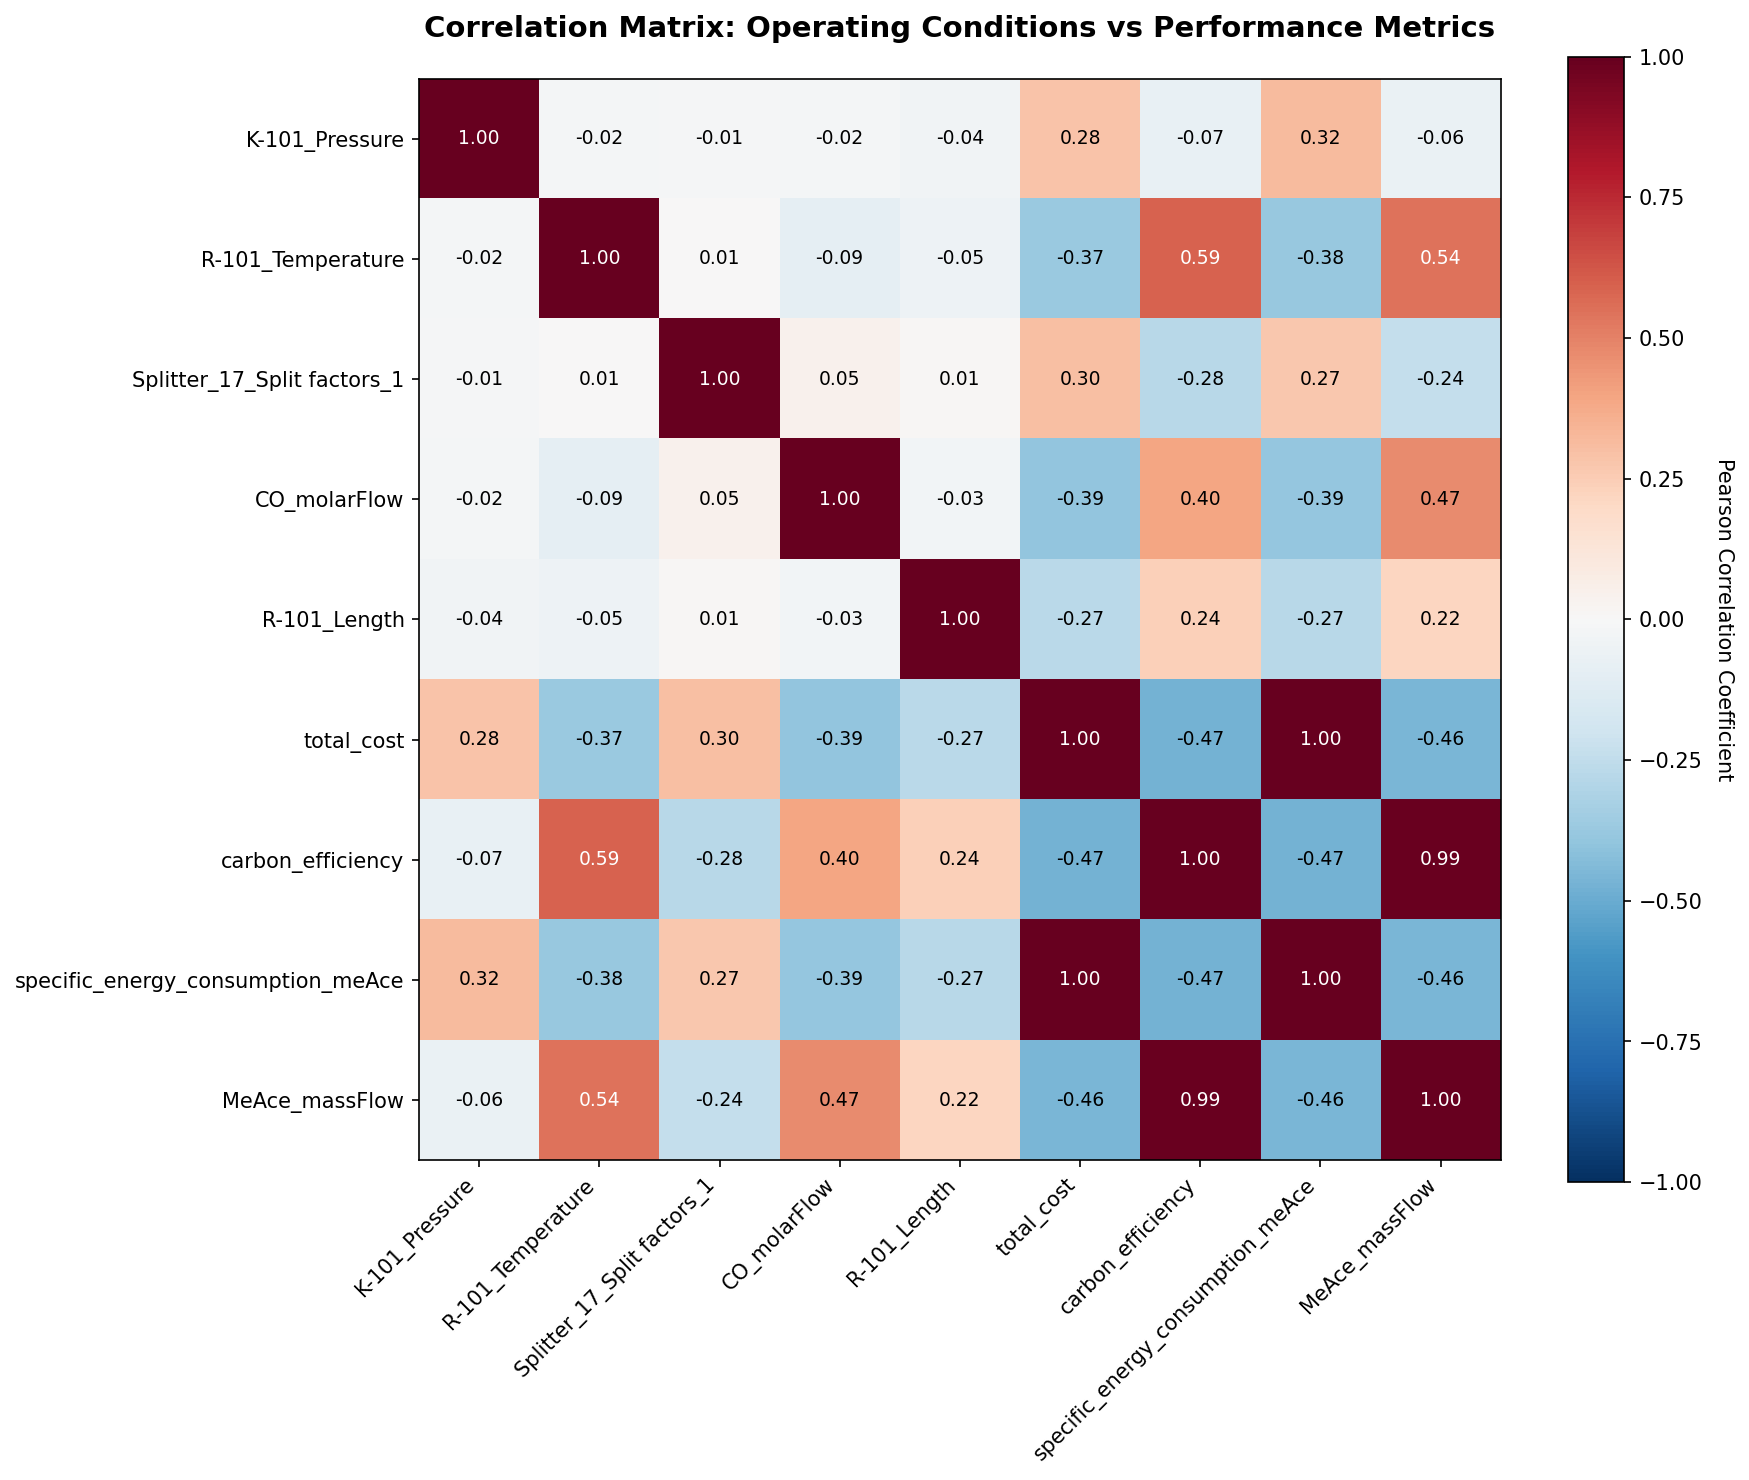 Correlation Matrix: Operating Conditions vs Performance Metrics
K-101_Pressure 1.00 -0.02 -0.01 -0.02 -0.04 0.28 -0.07 0.32 -0.06
R-101_Temperature -0.02 1.00 0.01 -0.09 -0.05 -0.37 0.59 -0.38 0.54
Splitter_17_Split factors_1 -0.01 0.01 1.00 0.05 0.01 0.30 -0.28 0.27 -0.24
CO_molarFlow -0.02 -0.09 0.05 1.00 -0.03 -0.39 0.40 -0.39 0.47
R-101_Length -0.04 -0.05 0.01 -0.03 1.00 -0.27 0.24 -0.27 0.22
total_cost 0.28 -0.37 0.30 -0.39 -0.27 1.00 -0.47 1.00 -0.46
carbon_efficiency -0.07 0.59 -0.28 0.40 0.24 -0.47 1.00 -0.47 0.99
specific_energy_consumption_meAce 0.32 -0.38 0.27 -0.39 -0.27 1.00 -0.47 1.00 -0.46
MeAce_massFlow -0.06 0.54 -0.24 0.47 0.22 -0.46 0.99 -0.46 1.00
K-101_Pressure
R-101_Temperature
Splitter_17_Split factors_1
CO_molarFlow
R-101_Length
total_cost
carbon_efficiency
specific_energy_consumption_meAce
MeAce_massFlow
1.00
0.75
0.50
0.25
0.00
−0.25
−0.50
−0.75
−1.00
Pearson Correlation Coefficient